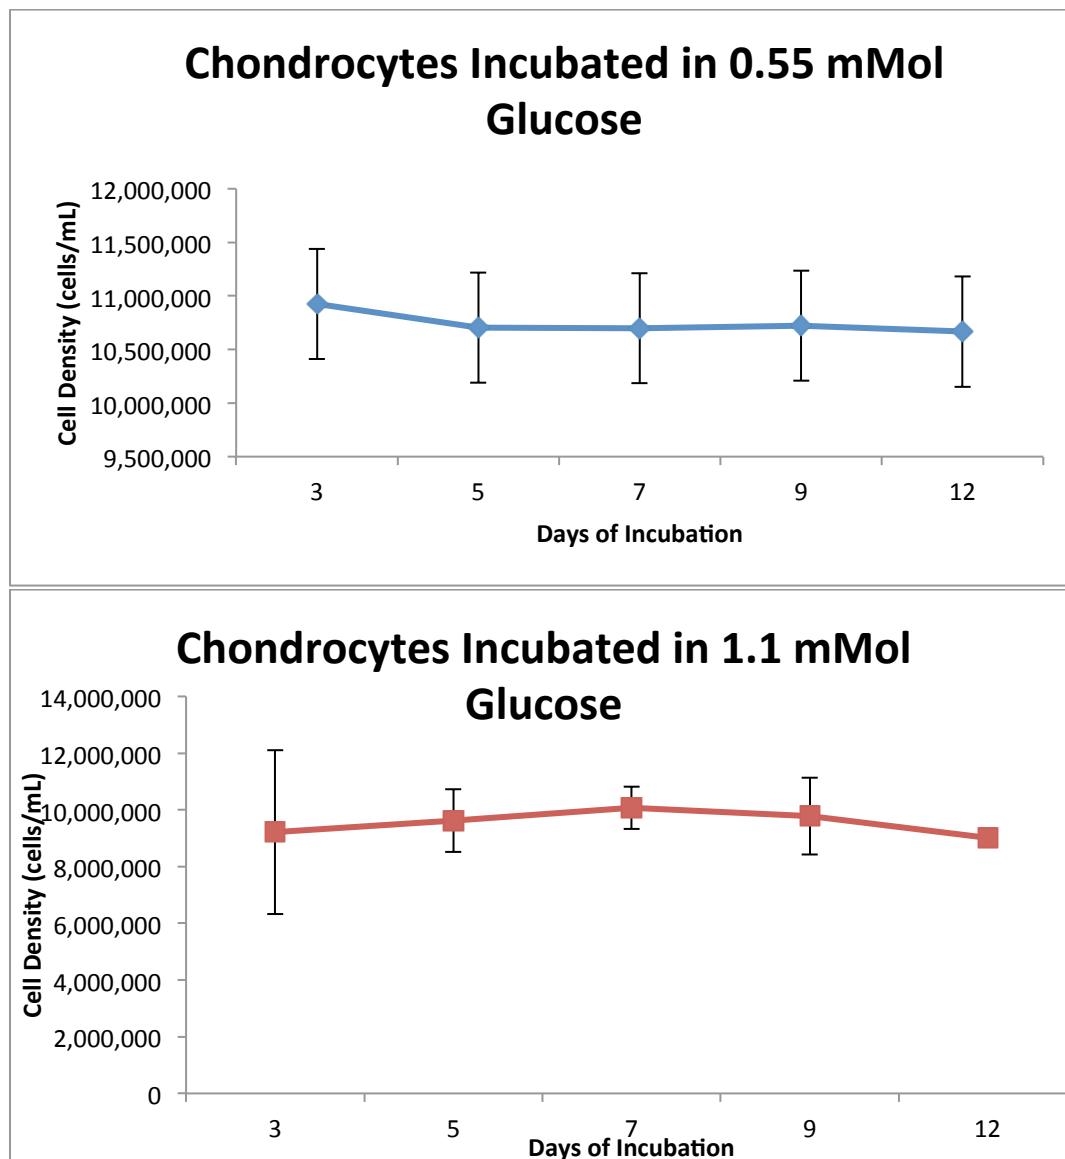 Chondrocytes Incubated in 0.55 mMol
Glucose
12,000,000
11,500,000
11,000,000
10,500,000
10,000,000
9,500,000
Cell Density (cells/mL)
3 5 7 9 12
Days of Incubation
Chondrocytes Incubated in 1.1 mMol
Glucose
14,000,000
12,000,000
10,000,000
8,000,000
6,000,000
4,000,000
2,000,000
0
Cell Density (cells/mL)
3 5 7 9 12
Days of Incubation